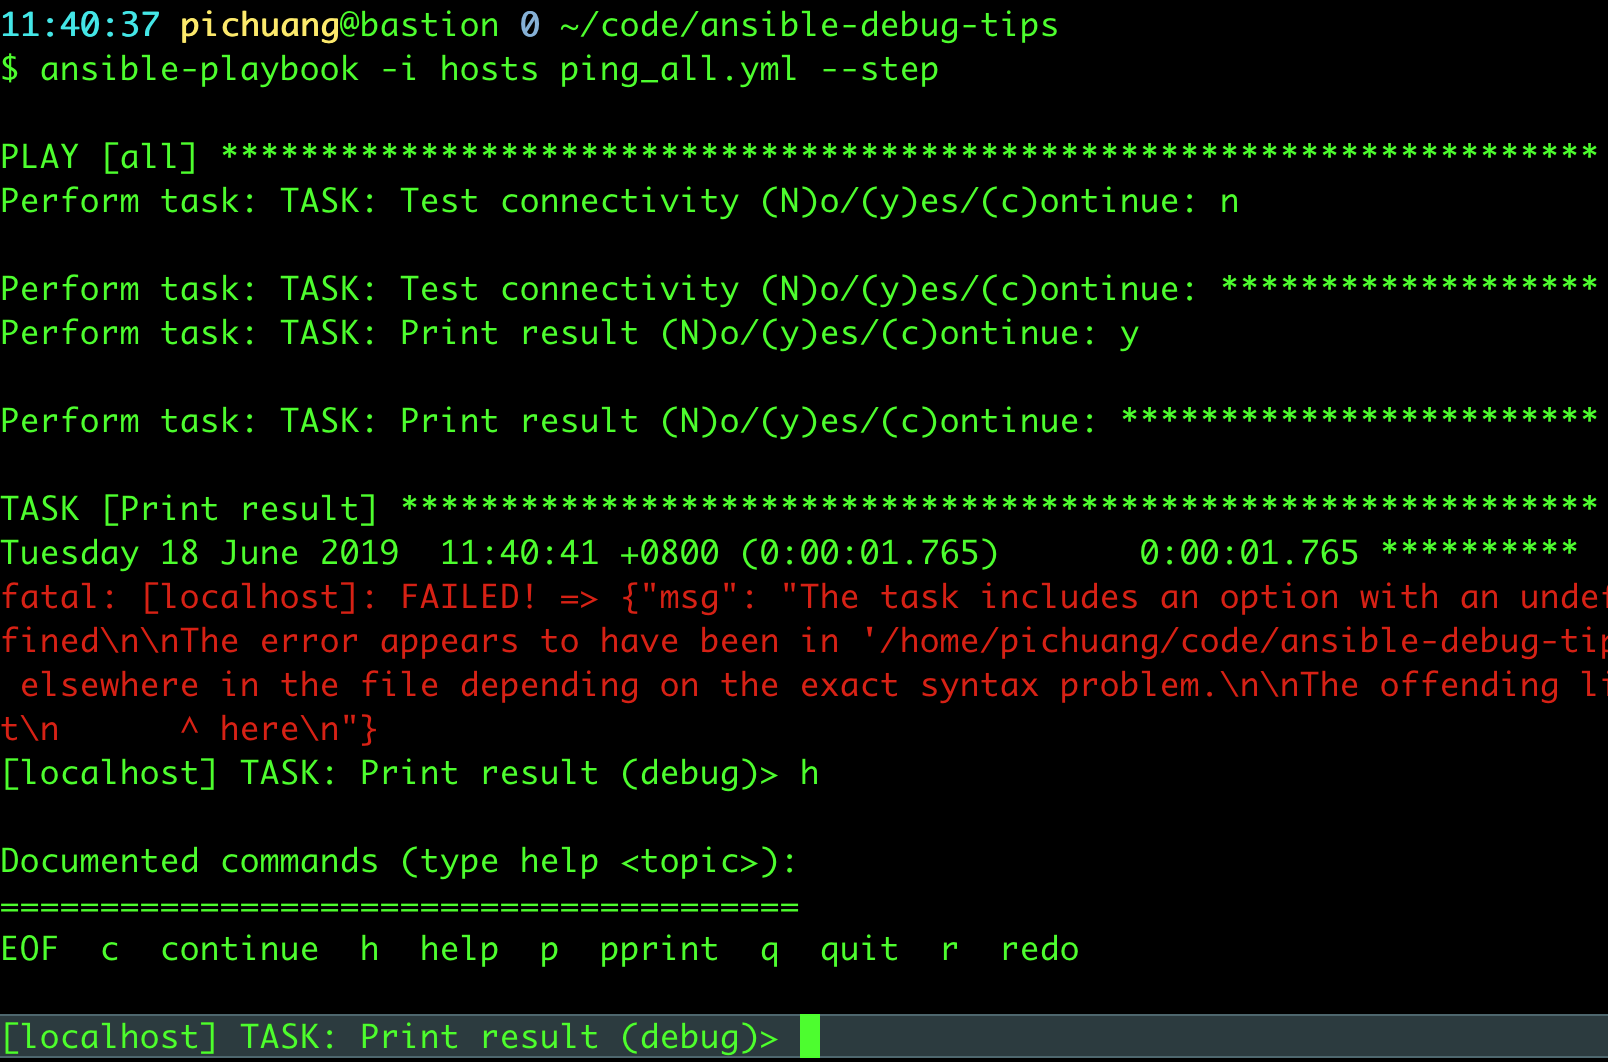 11:40:37 pichuang@bastion 0 ~/code/ansible-debug-tips
$ ansible-playbook -i hosts ping_all.yml --step
PLAY [all] *********************************************************************
Perform task: TASK: Test connectivity (N)o/(y)es/(c)ontinue: n
Perform task: TASK: Test connectivity (N)o/(y)es/(c)ontinue: *******************
Perform task: TASK: Print result (N)o/(y)es/(c)ontinue: y
Perform task: TASK: Print result (N)o/(y)es/(c)ontinue: ************************
TASK [Print result] ************************************************************
Tuesday 18 June 2019  11:40:41 +0800 (0:00:01.765)       0:00:01.765 **********
fatal: [localhost]: FAILED! => {"msg": "The task includes an option with an undef
fined\n\nThe error appears to have been in '/home/pichuang/code/ansible-debug-tip
 elsewhere in the file depending on the exact syntax problem.\n\nThe offending li
t\n      ^ here\n"}
[localhost] TASK: Print result (debug)> h
Documented commands (type help <topic>):
========================================
EOF  c  continue  h  help  p  pprint  q  quit  r  redo
[localhost] TASK: Print result (debug)>